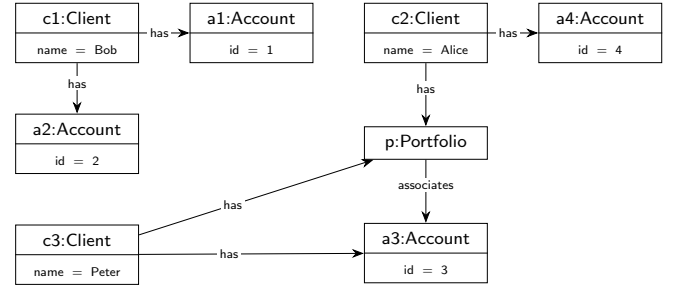 c1:Client
name = Bob
has
a1:Account
id = 1
c2:Client
name = Alice
has
a4:Account
id = 4
has
has
a2:Account
id = 2
p:Portfolio
associates
has
c3:Client
name = Peter
has
a3:Account
id = 3